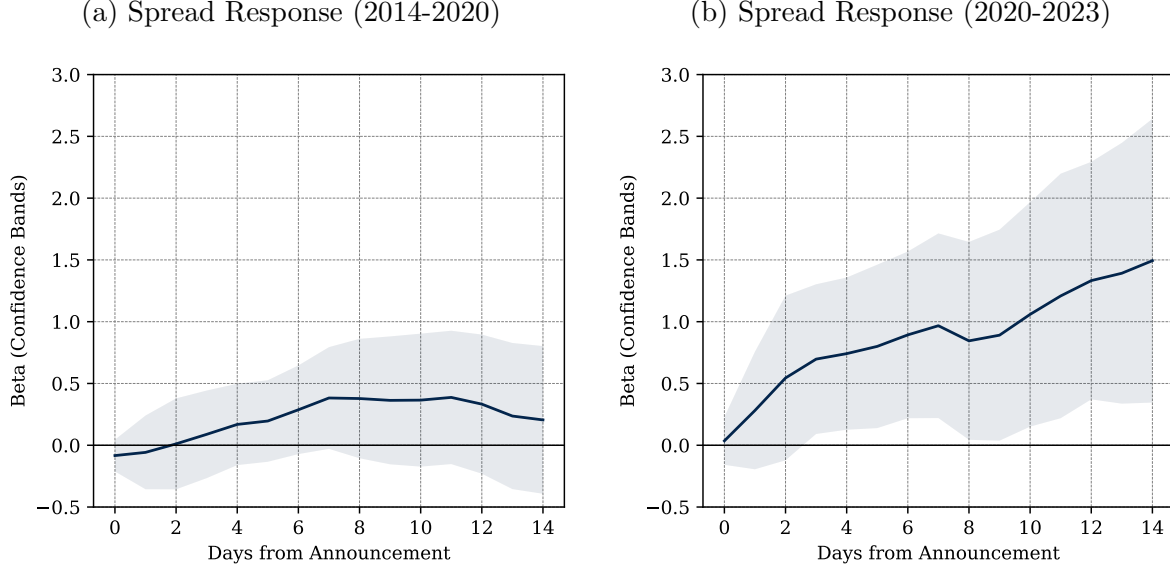 (a) Spread Response (2014-2020)
3.0
2.5
2.0
1.5
1.0
0.5
0.0
−0.5
Beta (Confidence Bands)
0 2 4 6 8 10 12 14
Days from Announcement
(b) Spread Response (2020-2023)
3.0
2.5
2.0
1.5
1.0
0.5
0.0
−0.5
Beta (Confidence Bands)
0 2 4 6 8 10 12 14
Days from Announcement